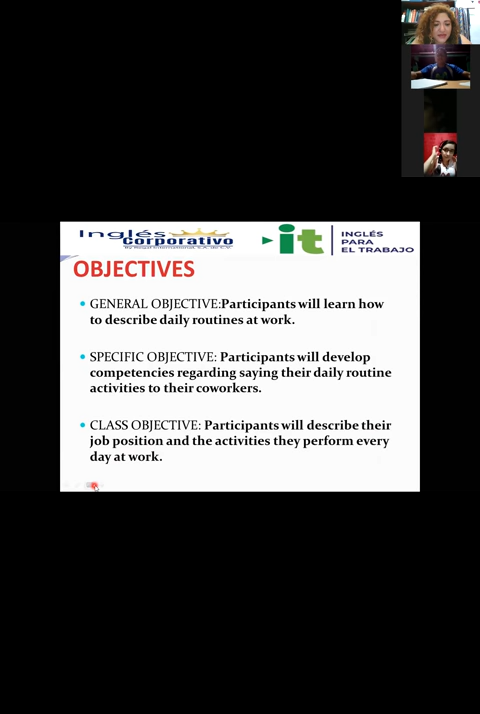 Inglés
Corporativo
it
INGLÉS
PARA
EL TRABAJO
OBJECTIVES
GENERAL OBJECTIVE:Participants will learn how
to describe daily routines at work.
SPECIFIC OBJECTIVE: Participants will develop
competencies regarding saying their daily routine
activities to their coworkers.
CLASS OBJECTIVE: Participants will describe their
job position and the activities they perform every
day at work.